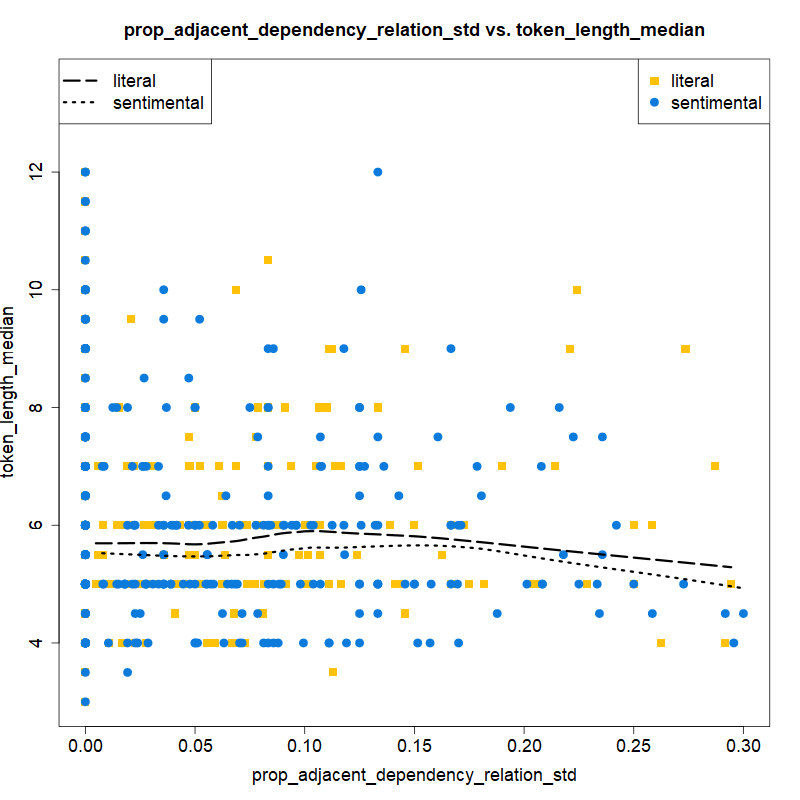 prop_adjacent_dependency_relation_std vs. token_length_median
literal
sentimental
literal
sentimental
token_length_median
12
10
8
6
4
0.00 0.05 0.10 0.15 0.20 0.25 0.30
prop_adjacent_dependency_relation_std